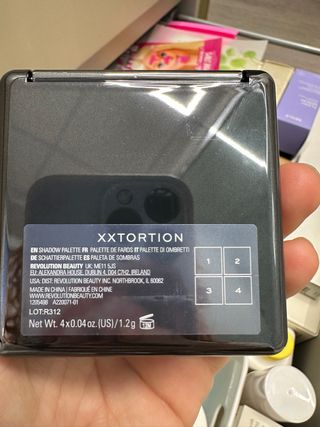 XXTORTION
EN SHADOW PALETTE FR PALETTE DE FARDS IT PALETTE DI OMBRETTI
DE SCHATTIERPALETTE ES PALETA DE SOMBRAS
REVOLUTION BEAUTY UK: ME11 5JS
EU: ALEXANDRA HOUSE, DUBLIN 4, D04 C7H2, IRELAND
USA: DIST. REVOLUTION BEAUTY INC. NORTHBROOK, IL 60062
MADE IN CHINA | FABRIQUÉ EN CHINE
WWW.REVOLUTIONBEAUTY.COM
A220071-01
LOT:R312
Net Wt. 4 x 0.04 oz. (US) / 1.2 g
12M
1 2
3 4